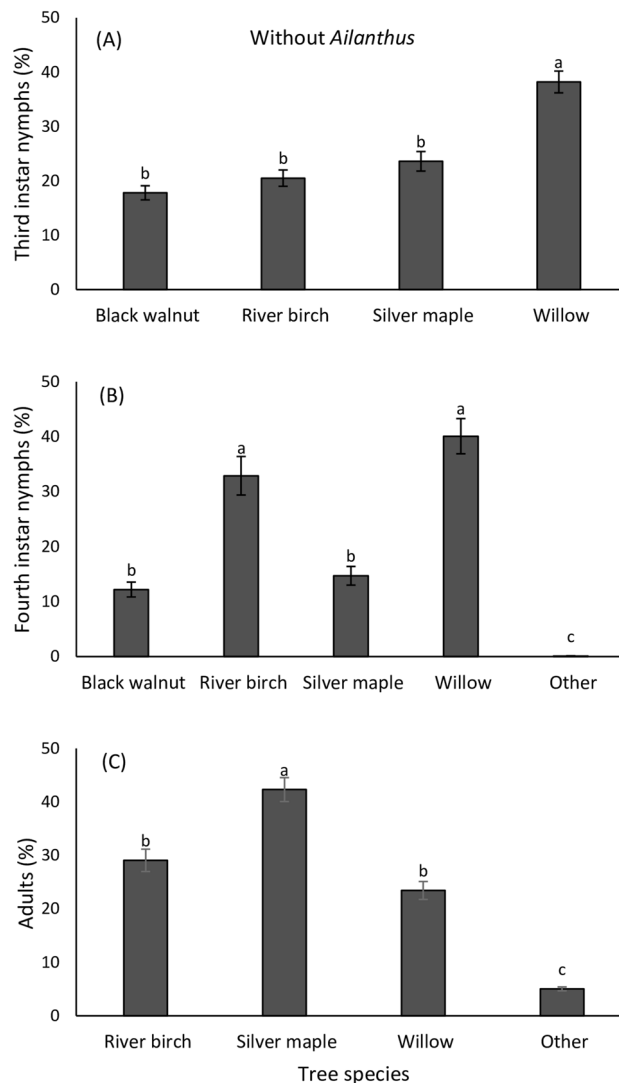 (A) Without Ailanthus
Third instar nymphs (%)
50
40
30
20
10
0
b b b a
Black walnut River birch Silver maple Willow
(B)
Fourth instar nymphs (%)
50
40
30
20
10
0
b a b a c
Black walnut River birch Silver maple Willow Other
(C)
Adults (%)
50
40
30
20
10
0
b a b c
River birch Silver maple Willow Other
Tree species